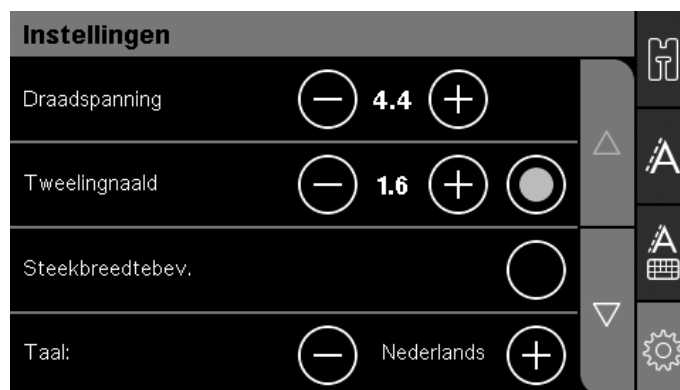 Instellingen
Draadspanning 4.4
Tweelingnaald 1.6
Steekbreedtebev.
Taal: Nederlands